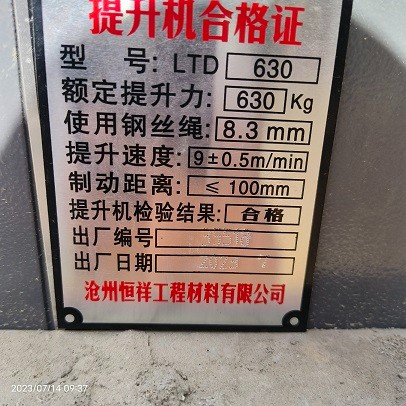 提升机合格证
型 号: LTD 630
额定提升力: 630 Kg
使用钢丝绳: 8.3 mm
提升速度: 9±0.5m/min
制动距离: ≤ 100mm
提升机检验结果: 合格
出厂编号
出厂日期
沧州恒祥工程材料有限公司
2023/07/14 09:37